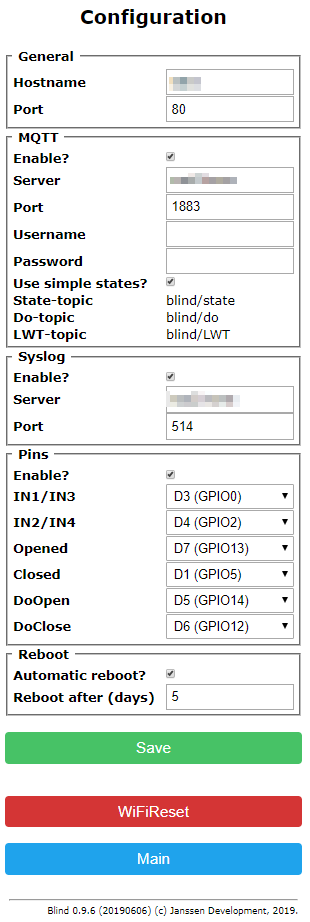 Configuration
General
Hostname
Port 80
MQTT
Enable?
Server
Port 1883
Username
Password
Use simple states?
State-topic blind/state
Do-topic blind/do
LWT-topic blind/LWT
Syslog
Enable?
Server
Port 514
Pins
Enable?
IN1/IN3 D3 (GPIO0)
IN2/IN4 D4 (GPIO2)
Opened D7 (GPIO13)
Closed D1 (GPIO5)
DoOpen D5 (GPIO14)
DoClose D6 (GPIO12)
Reboot
Automatic reboot?
Reboot after (days) 5
Save
WiFiReset
Main
Blind 0.9.6 (20190606) (c) Janssen Development, 2019.